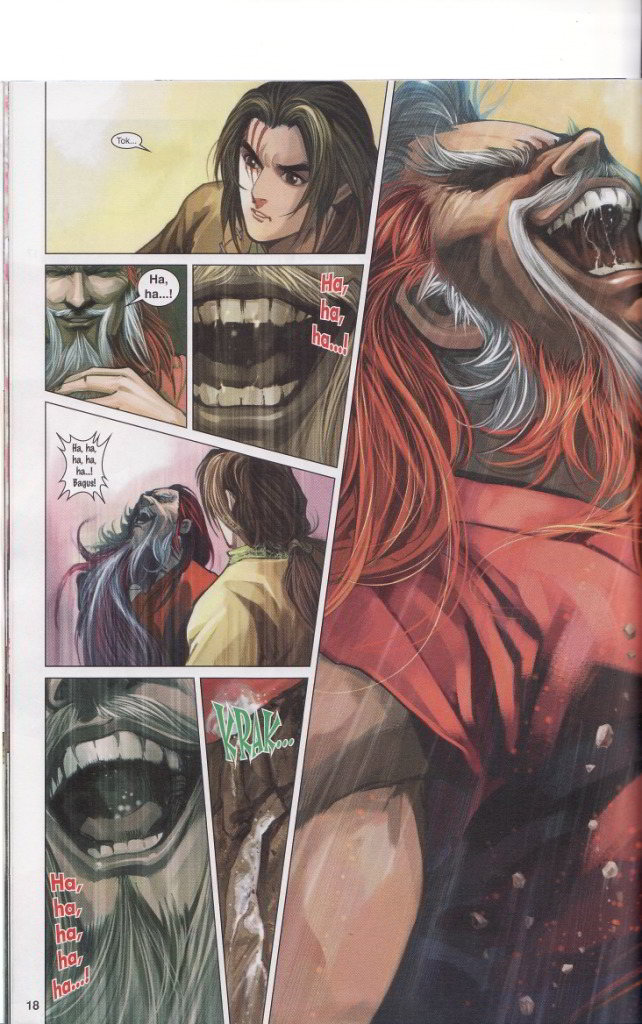 Tok...
Ha,
ha...!
Ha,
ha,
ha...!
Ha, ha,
ha, ha,
ha...!
Bagus!
Ha,
ha,
ha,
ha,
ha...!
KRAK...
18